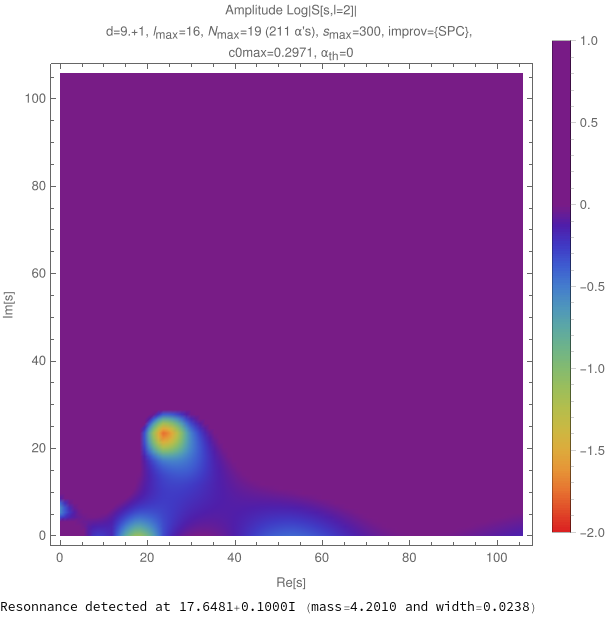 Amplitude Log|S[s,l=2]|
d=9.+1, lmax=16, Nmax=19 (211 α's), smax=300, improv={SPC},
c0max=0.2971, αth=0
1.0
0.5
0.
−0.5
−1.0
−1.5
−2.0
100
80
60
40
20
0
Im[s]
0 20 40 60 80 100
Re[s]
Resonnance detected at 17.6481+0.1000I (mass=4.2010 and width=0.0238)